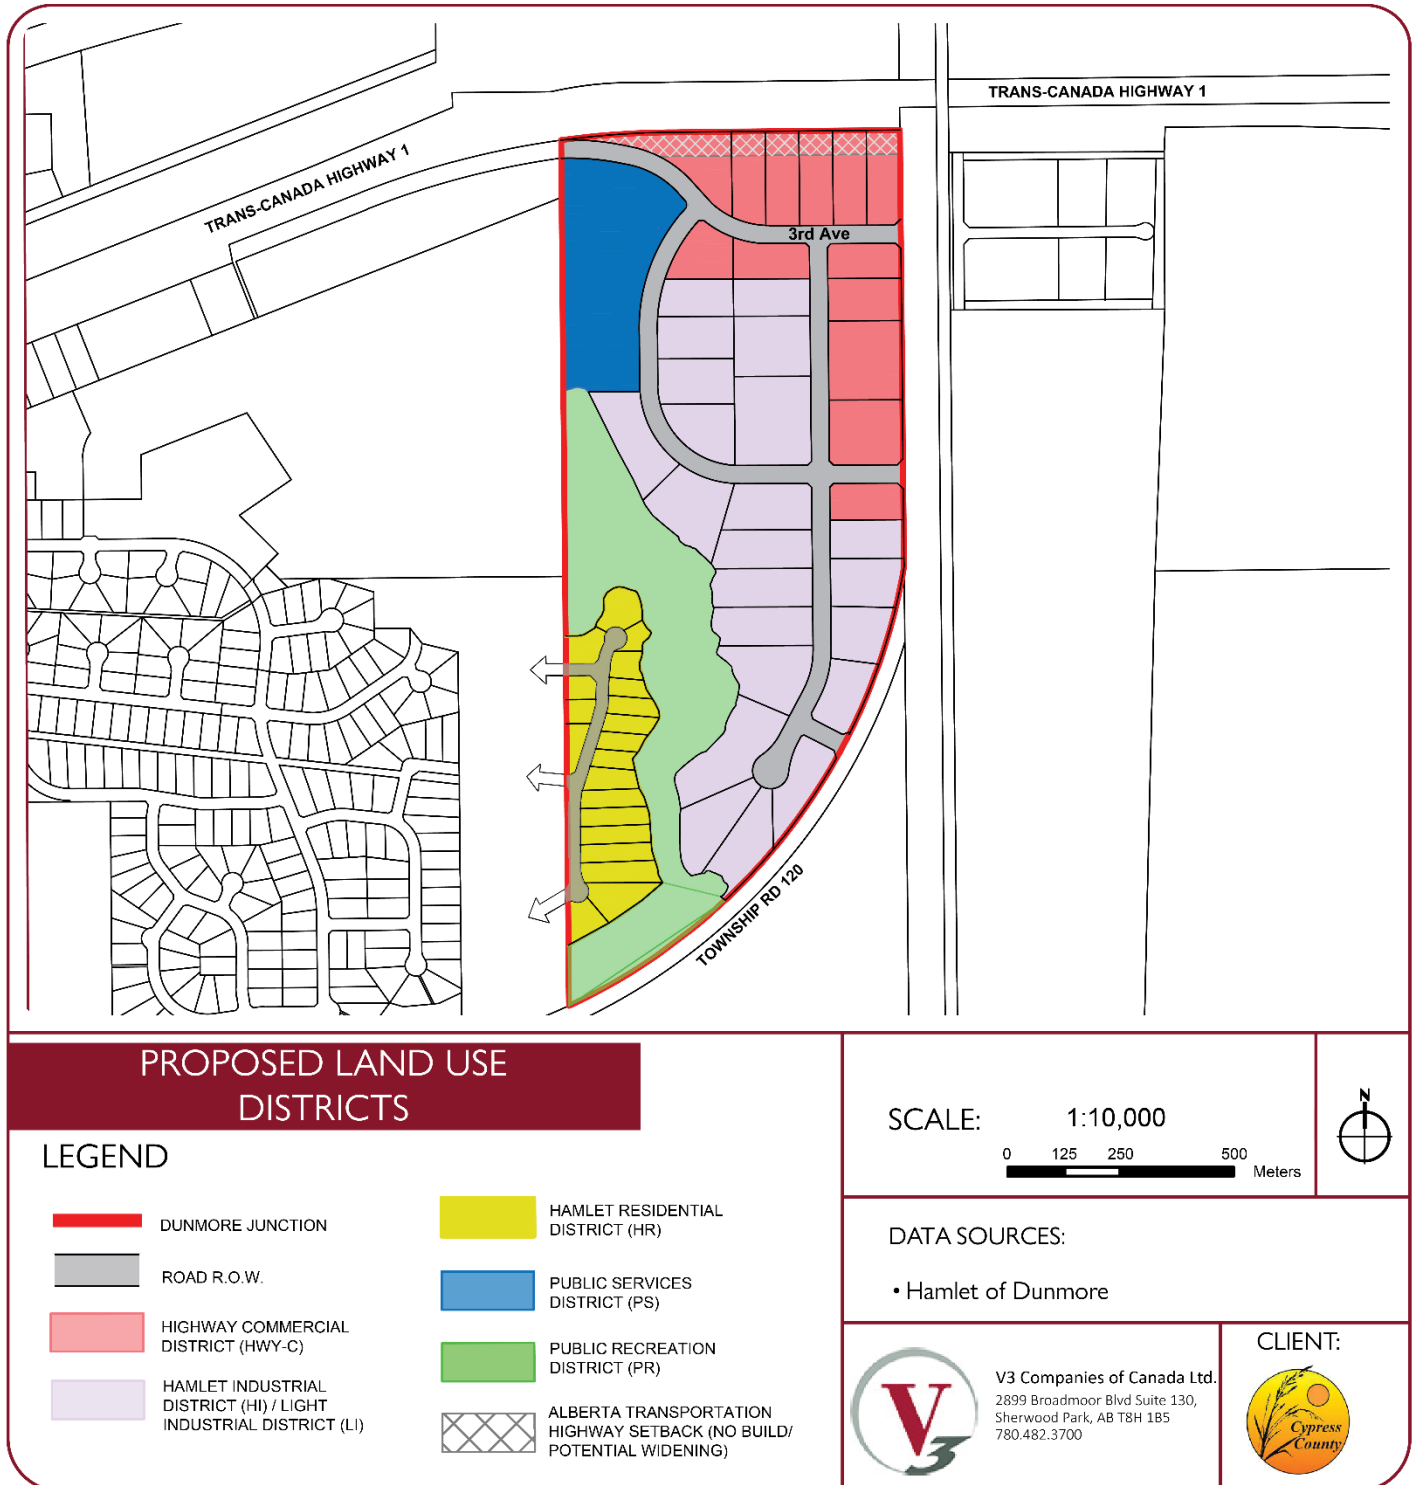 TRANS-CANADA HIGHWAY 1
TRANS-CANADA HIGHWAY 1
3rd Ave
TOWNSHIP RD 120
PROPOSED LAND USE
DISTRICTS
LEGEND
DUNMORE JUNCTION
ROAD R.O.W.
HIGHWAY COMMERCIAL
DISTRICT (HWY-C)
HAMLET INDUSTRIAL
DISTRICT (HI) / LIGHT
INDUSTRIAL DISTRICT (LI)
HAMLET RESIDENTIAL
DISTRICT (HR)
PUBLIC SERVICES
DISTRICT (PS)
PUBLIC RECREATION
DISTRICT (PR)
ALBERTA TRANSPORTATION
HIGHWAY SETBACK (NO BUILD/
POTENTIAL WIDENING)
SCALE: 1:10,000
0 125 250 500
Meters
N
DATA SOURCES:
• Hamlet of Dunmore
V3
V3 Companies of Canada Ltd.
2899 Broadmoor Blvd Suite 130,
Sherwood Park, AB T8H 1B5
780.482.3700
CLIENT:
Cypress
County